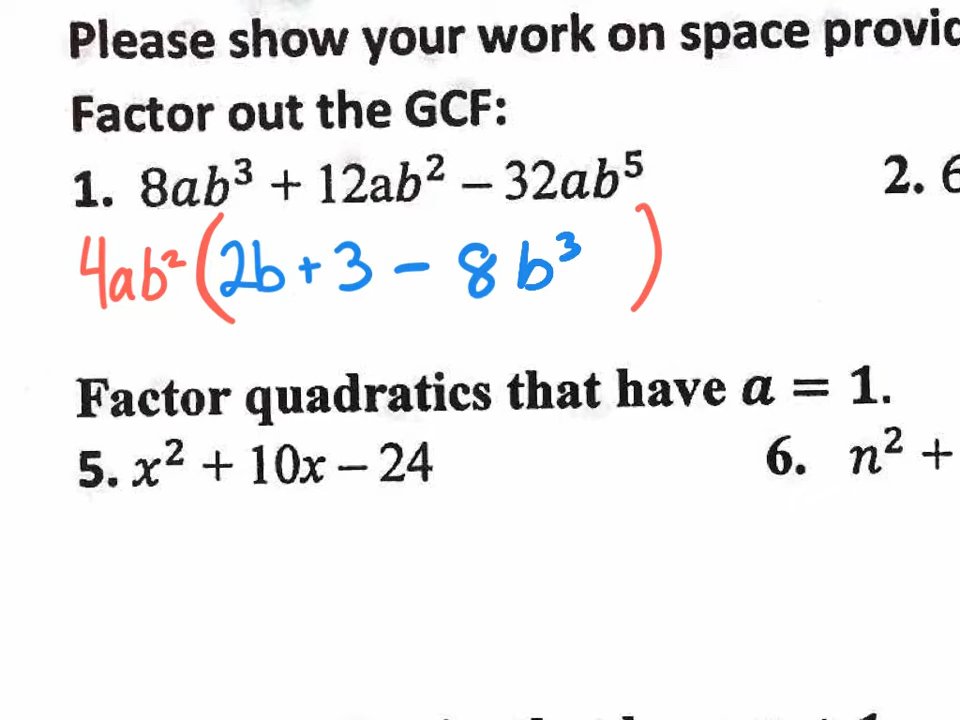 Please show your work on space
Factor out the GCF:
1. 8ab³ + 12ab² – 32ab⁵
2. 6
4ab² (2b + 3 – 8b³ )
Factor quadratics that have a = 1.
5. x² + 10x – 24
6. n² +